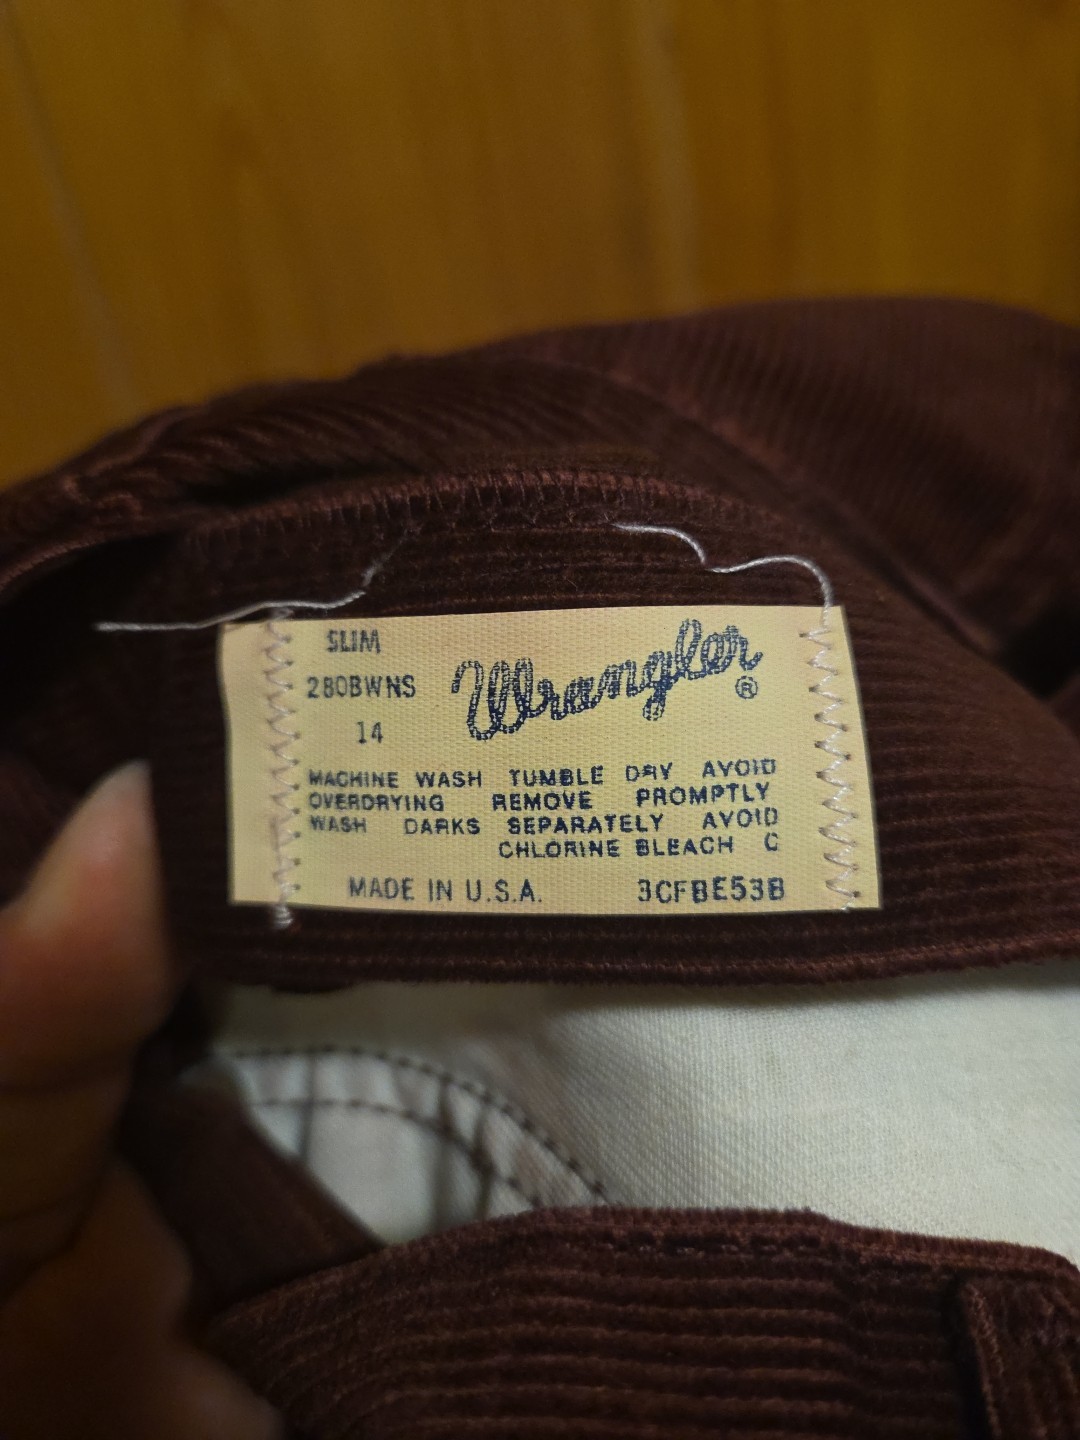 SLIM
280BWNS
14
Wrangler ®
MACHINE WASH TUMBLE DRY AVOID
OVERDRYING REMOVE PROMPTLY
WASH DARKS SEPARATELY AVOID
CHLORINE BLEACH C
MADE IN U.S.A. 3CFBE53B